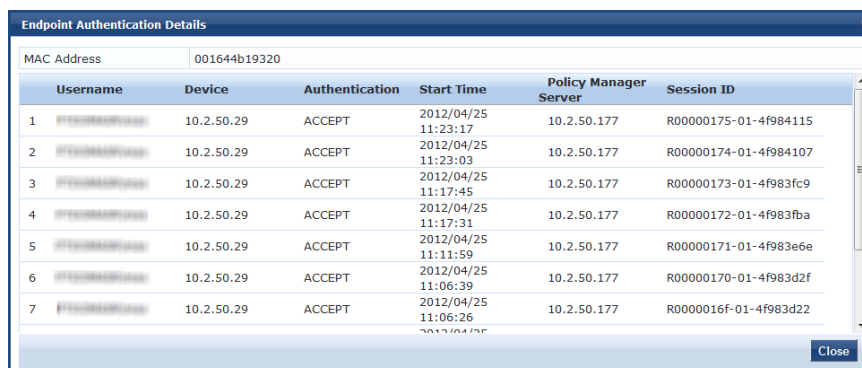 Endpoint Authentication Details
MAC Address 001644b19320
Username Device Authentication Start Time Policy Manager Server Session ID
1 10.2.50.29 ACCEPT 2012/04/25 11:23:17 10.2.50.177 R00000175-01-4f984115
2 10.2.50.29 ACCEPT 2012/04/25 11:23:03 10.2.50.177 R00000174-01-4f984107
3 10.2.50.29 ACCEPT 2012/04/25 11:17:45 10.2.50.177 R00000173-01-4f983fc9
4 10.2.50.29 ACCEPT 2012/04/25 11:17:31 10.2.50.177 R00000172-01-4f983fba
5 10.2.50.29 ACCEPT 2012/04/25 11:11:59 10.2.50.177 R00000171-01-4f983e6e
6 10.2.50.29 ACCEPT 2012/04/25 11:06:39 10.2.50.177 R00000170-01-4f983d2f
7 10.2.50.29 ACCEPT 2012/04/25 11:06:26 10.2.50.177 R0000016f-01-4f983d22
2012/04/25
Close